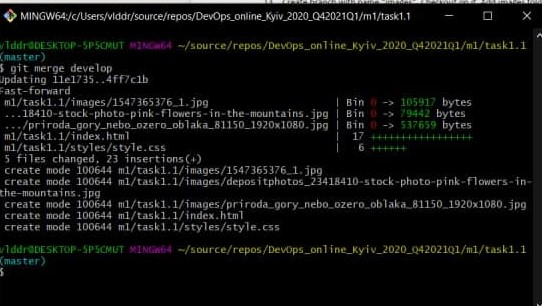 MINGW64:/c/Users/vlddr/source/repos/DevOps_online_Kyiv_2020_Q42021Q1/m1/task1.1
vlddr@DESKTOP-5P5CMUT MINGW64 ~/source/repos/DevOps_online_Kyiv_2020_Q42021Q1/m1/task1.1
(master)
$ git merge develop
Updating 11e1735..4ff7c1b
Fast-forward
m1/task1.1/images/1547365376_1.jpg | Bin 0 -> 105917 bytes
...18410-stock-photo-pink-flowers-in-the-mountains.jpg | Bin 0 -> 79442 bytes
.../priroda_gory_nebo_ozero_oblaka_81150_1920x1080.jpg | Bin 0 -> 537659 bytes
m1/task1.1/index.html | 17 +++++++++++++++++
m1/task1.1/styles/style.css | 6 ++++++
5 files changed, 23 insertions(+)
create mode 100644 m1/task1.1/images/1547365376_1.jpg
create mode 100644 m1/task1.1/images/depositphotos_23418410-stock-photo-pink-flowers-in-
the-mountains.jpg
create mode 100644 m1/task1.1/images/priroda_gory_nebo_ozero_oblaka_81150_1920x1080.jpg
create mode 100644 m1/task1.1/index.html
create mode 100644 m1/task1.1/styles/style.css
vlddr@DESKTOP-5P5CMUT MINGW64 ~/source/repos/DevOps_online_Kyiv_2020_Q42021Q1/m1/task1.1
(master)
$